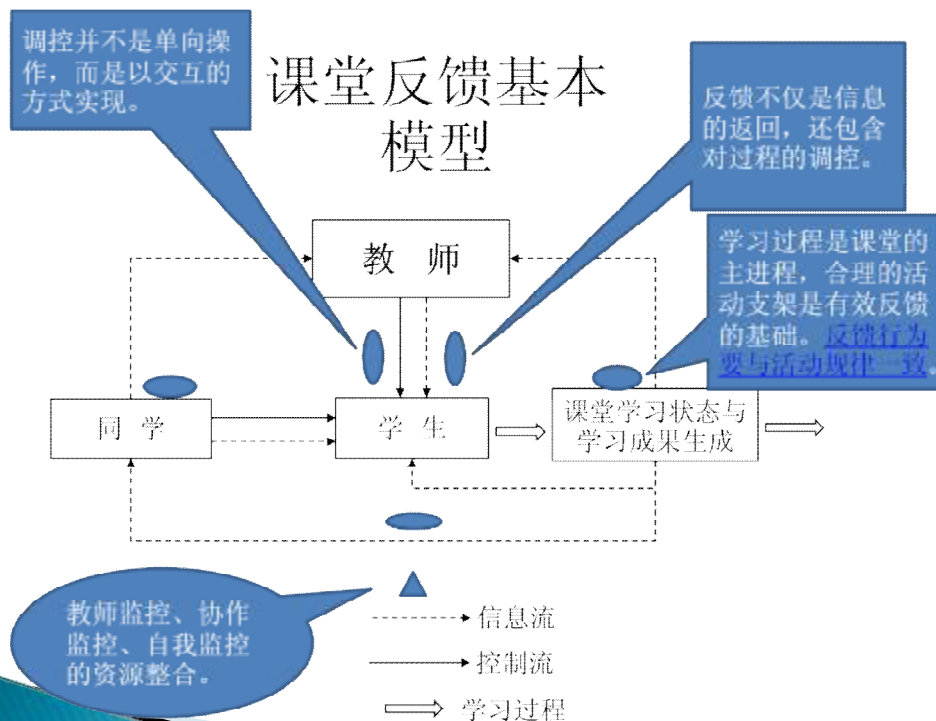 调控并不是单向操
作，而是以交互的
方式实现。
课堂反馈基本
模型
反馈不仅是信息
的返回，还包含
对过程的调控。
学习过程是课堂的
主进程，合理的活
动支架是有效反馈
的基础。反馈行为
要与活动规律一致。
教 师
同 学
学 生
课堂学习状态与
学习成果生成
教师监控、协作
监控、自我监控
的资源整合。
信息流
控制流
学习过程